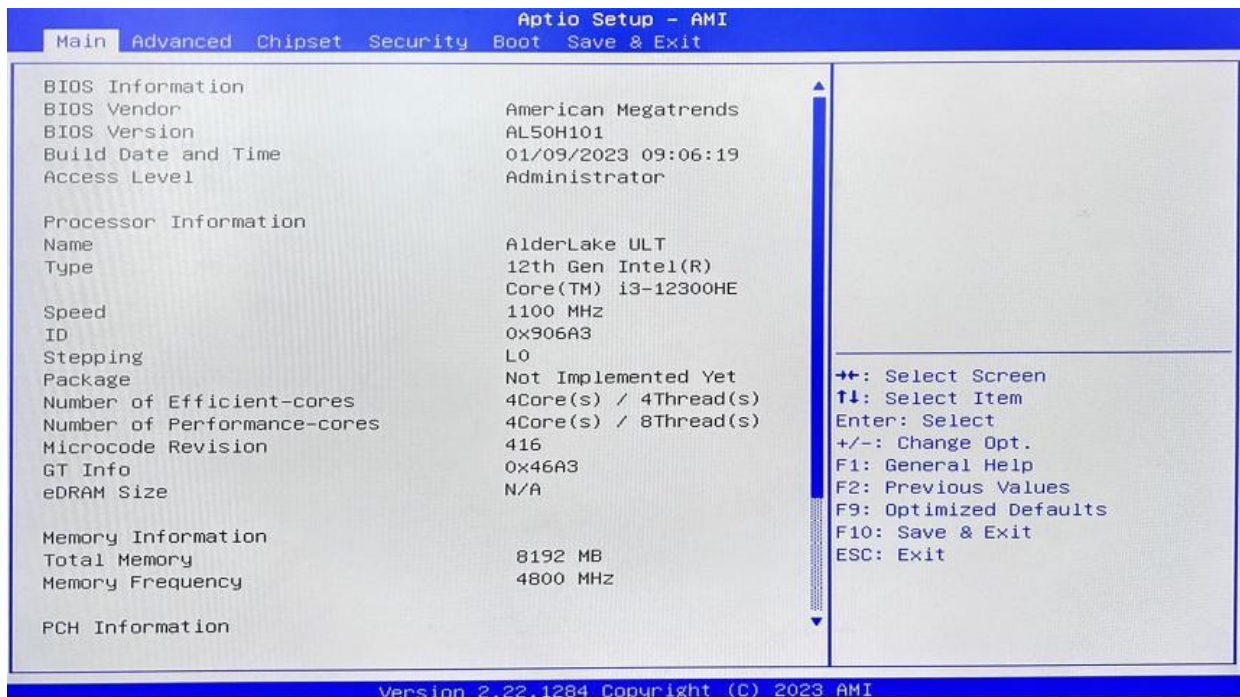 Aptio Setup – AMI
Main Advanced Chipset Security Boot Save & Exit
BIOS Information
BIOS Vendor American Megatrends
BIOS Version AL50H101
Build Date and Time 01/09/2023 09:06:19
Access Level Administrator
Processor Information
Name AlderLake ULT
Type 12th Gen Intel(R)
Core(TM) i3-12300HE
Speed 1100 MHz
ID 0x906A3
Stepping L0
Package Not Implemented Yet
Number of Efficient-cores 4Core(s) / 4Thread(s)
Number of Performance-cores 4Core(s) / 8Thread(s)
Microcode Revision 416
GT Info 0x46A3
eDRAM Size N/A
Memory Information
Total Memory 8192 MB
Memory Frequency 4800 MHz
PCH Information
→←: Select Screen
↑↓: Select Item
Enter: Select
+/-: Change Opt.
F1: General Help
F2: Previous Values
F9: Optimized Defaults
F10: Save & Exit
ESC: Exit
Version 2.22.1284 Copyright (C) 2023 AMI